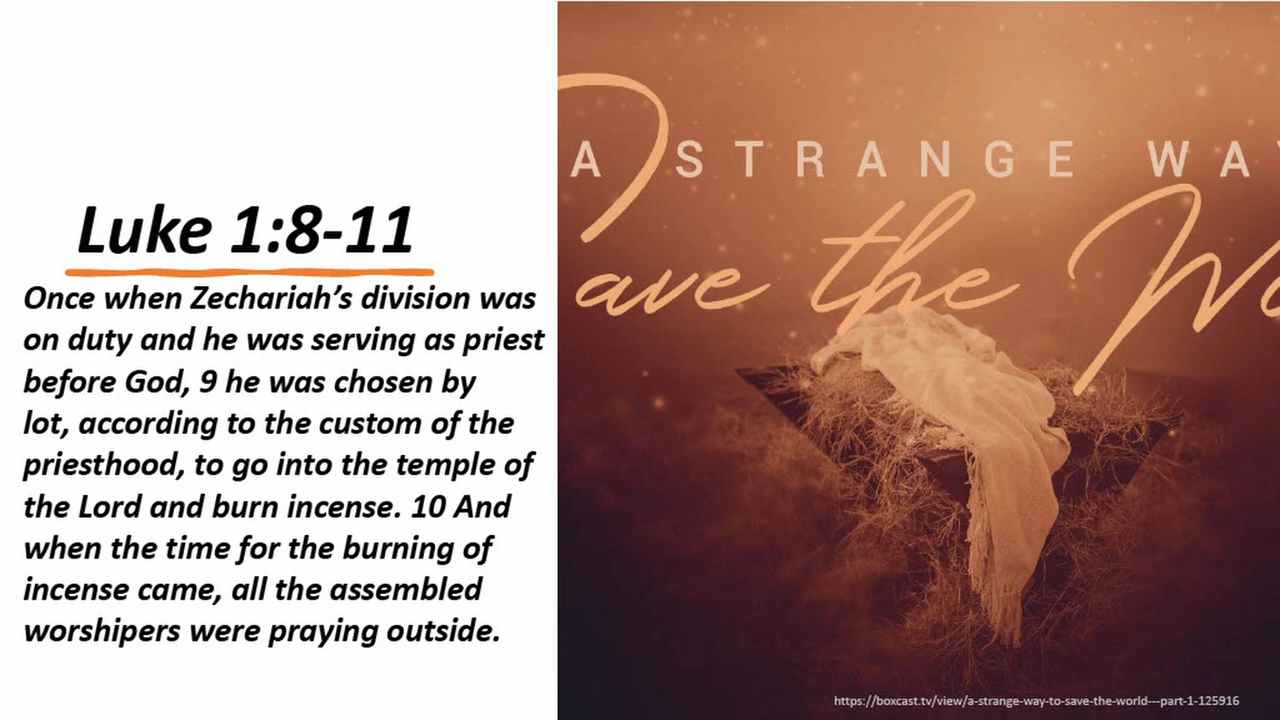 Luke 1:8-11
Once when Zechariah’s division was
on duty and he was serving as priest
before God, 9 he was chosen by
lot, according to the custom of the
priesthood, to go into the temple of
the Lord and burn incense. 10 And
when the time for the burning of
incense came, all the assembled
worshipers were praying outside.
A STRANGE WAY
ave the Wo
https://boxcast.tv/view/a-strange-way-to-save-the-world---part-1-125916